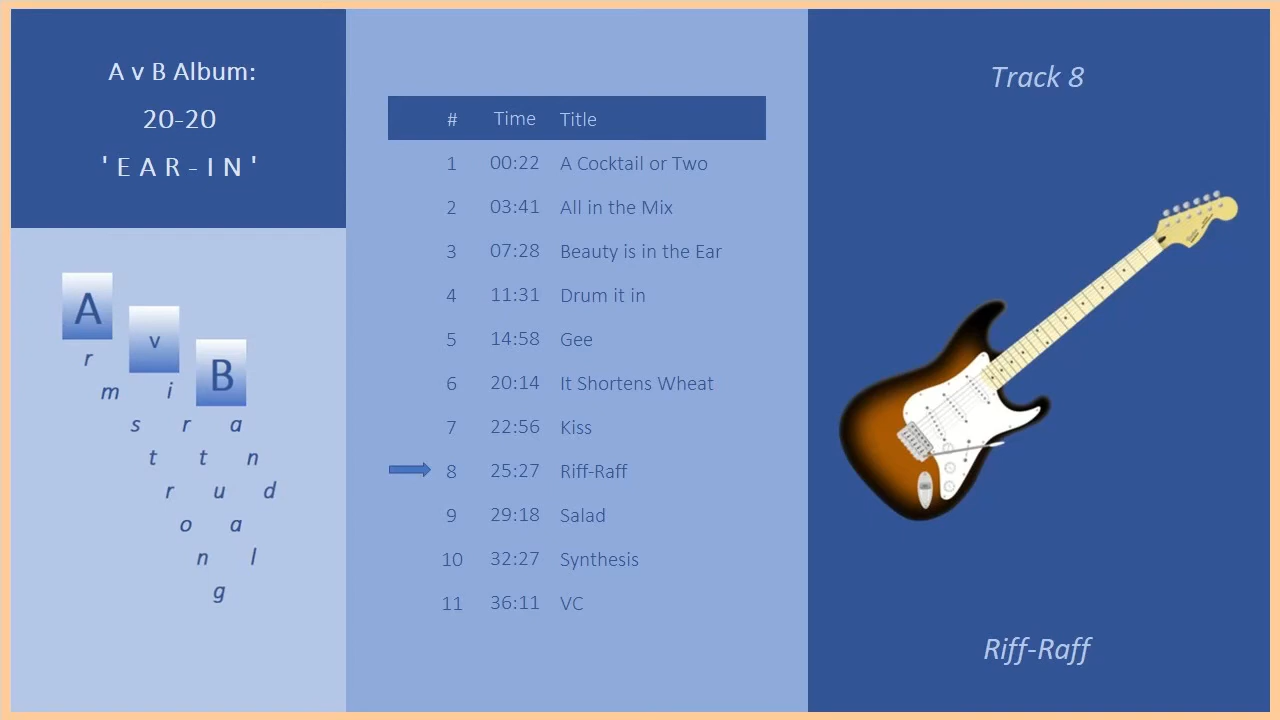 A v B Album:
20-20
'EAR-IN'
A
v
B
r
m i
s r a
t t n
r u d
o a
n l
g
# Time Title
1 00:22 A Cocktail or Two
2 03:41 All in the Mix
3 07:28 Beauty is in the Ear
4 11:31 Drum it in
5 14:58 Gee
6 20:14 It Shortens Wheat
7 22:56 Kiss
8 25:27 Riff-Raff
9 29:18 Salad
10 32:27 Synthesis
11 36:11 VC
Track 8
Riff-Raff